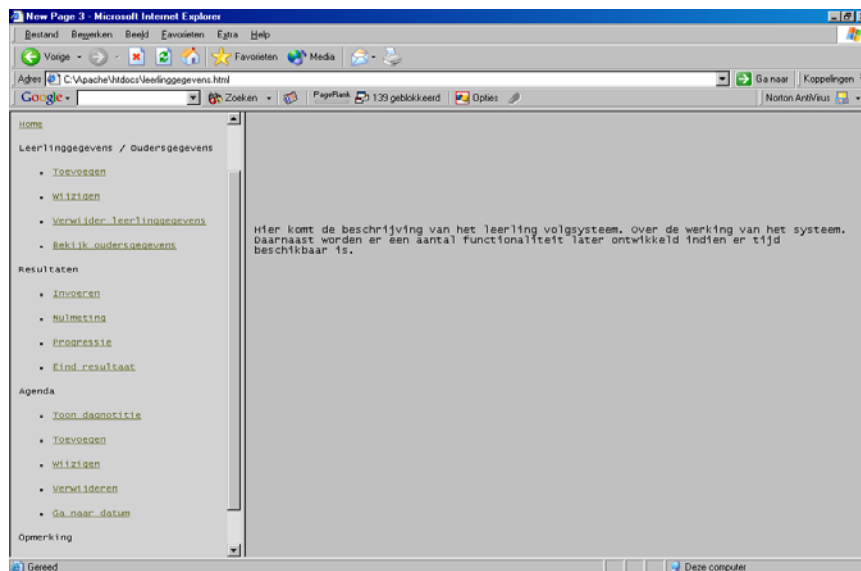 New Page 3 - Microsoft Internet Explorer
Bestand Bewerken Beeld Favorieten Extra Help
Vorige Favorieten Media
Adres C:\Apache\htdocs\leerlinggegevens.html Ga naar Koppelingen
Google Zoeken PageRank 139 geblokkeerd Opties Norton AntiVirus
Home
Leerlinggegevens / Oudersgegevens
Toevoegen
Wijzigen
Verwijder leerlinggegevens
Bekijk oudersgegevens
Resultaten
Invoeren
Nulmeting
Progressie
Eind resultaat
Agenda
Toon dagnotitie
Toevoegen
Wijzigen
Verwijderen
Ga naar datum
Opmerking
Hier komt de beschrijving van het leerling volgsysteem. Over de werking van het systeem.
Daarnaast worden er een aantal functionaliteit later ontwikkeld indien er tijd
beschikbaar is.
Gereed Deze computer